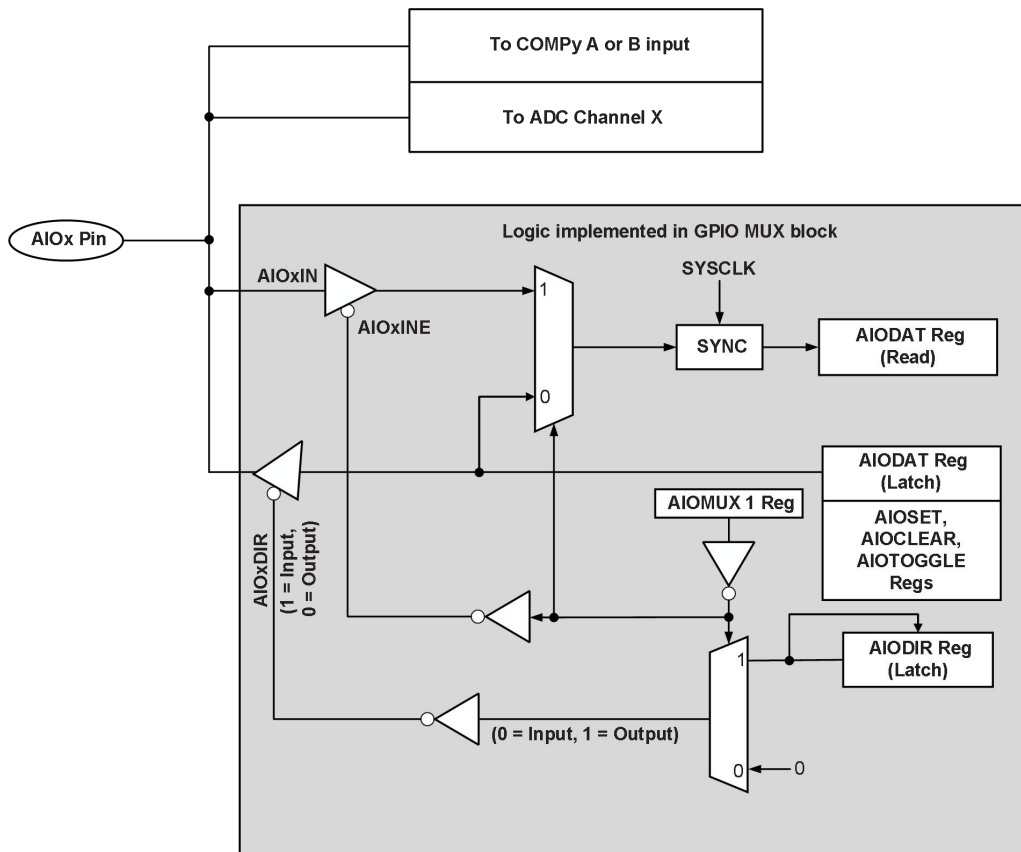 To COMPy A or B input
To ADC Channel X
AIOx Pin
Logic implemented in GPIO MUX block
SYSCLK
AIOxIN
1
AIOxINE
SYNC
AIODAT Reg
(Read)
0
AIODAT Reg
(Latch)
AIOMUX 1 Reg
AIOSET,
AIOCLEAR,
AIOTOGGLE
Regs
AIOxDIR
(1 = Input,
0 = Output)
1
AIODIR Reg
(Latch)
(0 = Input, 1 = Output)
0
0